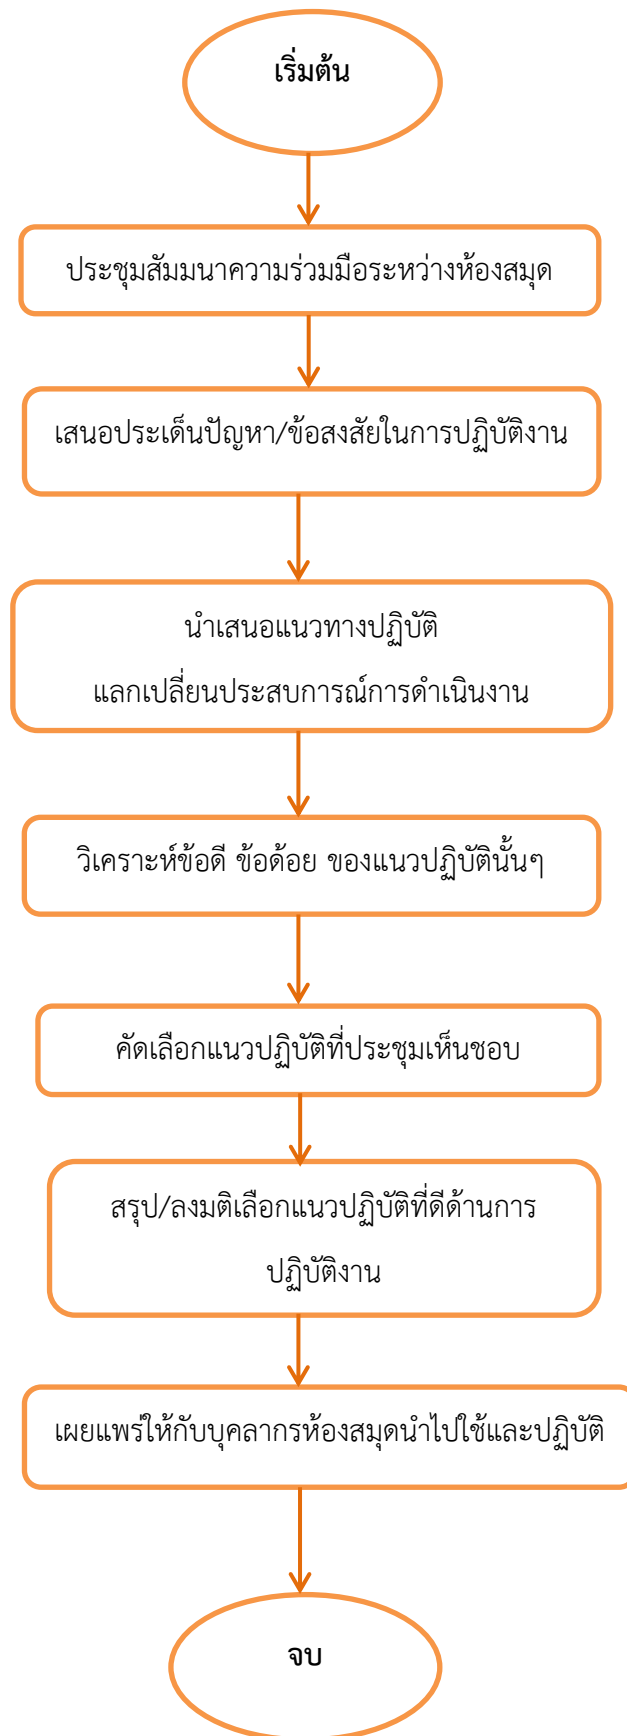 เริ่มต้น
ประชุมสัมมนาความร่วมมือระหว่างห้องสมุด
เสนอประเด็นปัญหา/ข้อสงสัยในการปฏิบัติงาน
นำเสนอแนวทางปฏิบัติ
แลกเปลี่ยนประสบการณ์การดำเนินงาน
วิเคราะห์ข้อดี ข้อด้อย ของแนวปฏิบัตินั้นๆ
คัดเลือกแนวปฏิบัติที่ประชุมเห็นชอบ
สรุป/ลงมติเลือกแนวปฏิบัติที่ดีด้านการ
ปฏิบัติงาน
เผยแพร่ให้กับบุคลากรห้องสมุดนำไปใช้และปฏิบัติ
จบ